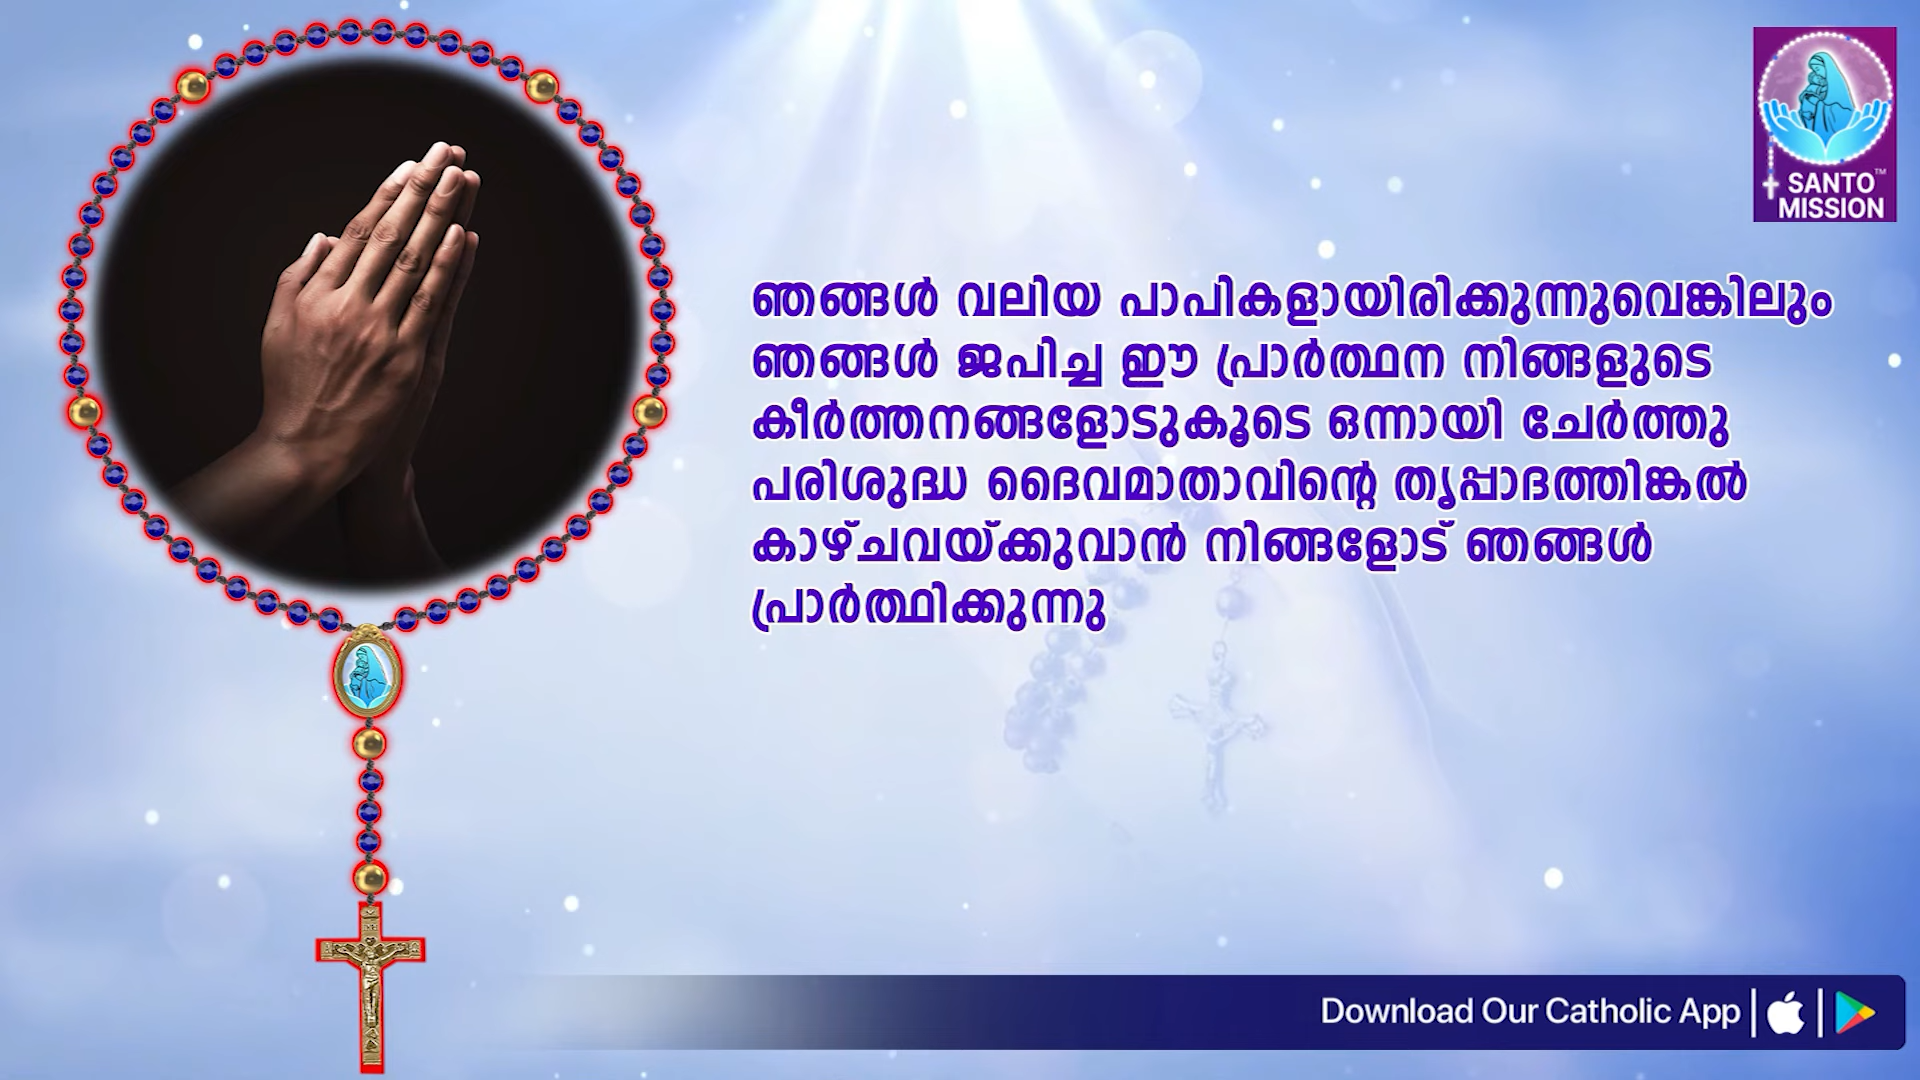 SANTO™
MISSION
ഞങ്ങൾ വലിയ പാപികളായിരിക്കുന്നുവെങ്കിലും
ഞങ്ങൾ ജപിച്ച ഈ പ്രാർത്ഥന നിങ്ങളുടെ
കീർത്തനങ്ങളോടുകൂടെ ഒന്നായി ചേർത്തു
പരിശുദ്ധ ദൈവമാതാവിന്റെ തൃപ്പാദത്തിങ്കൽ
കാഴ്ചവയ്ക്കുവാൻ നിങ്ങളോട് ഞങ്ങൾ
പ്രാർത്ഥിക്കുന്നു
Download Our Catholic App